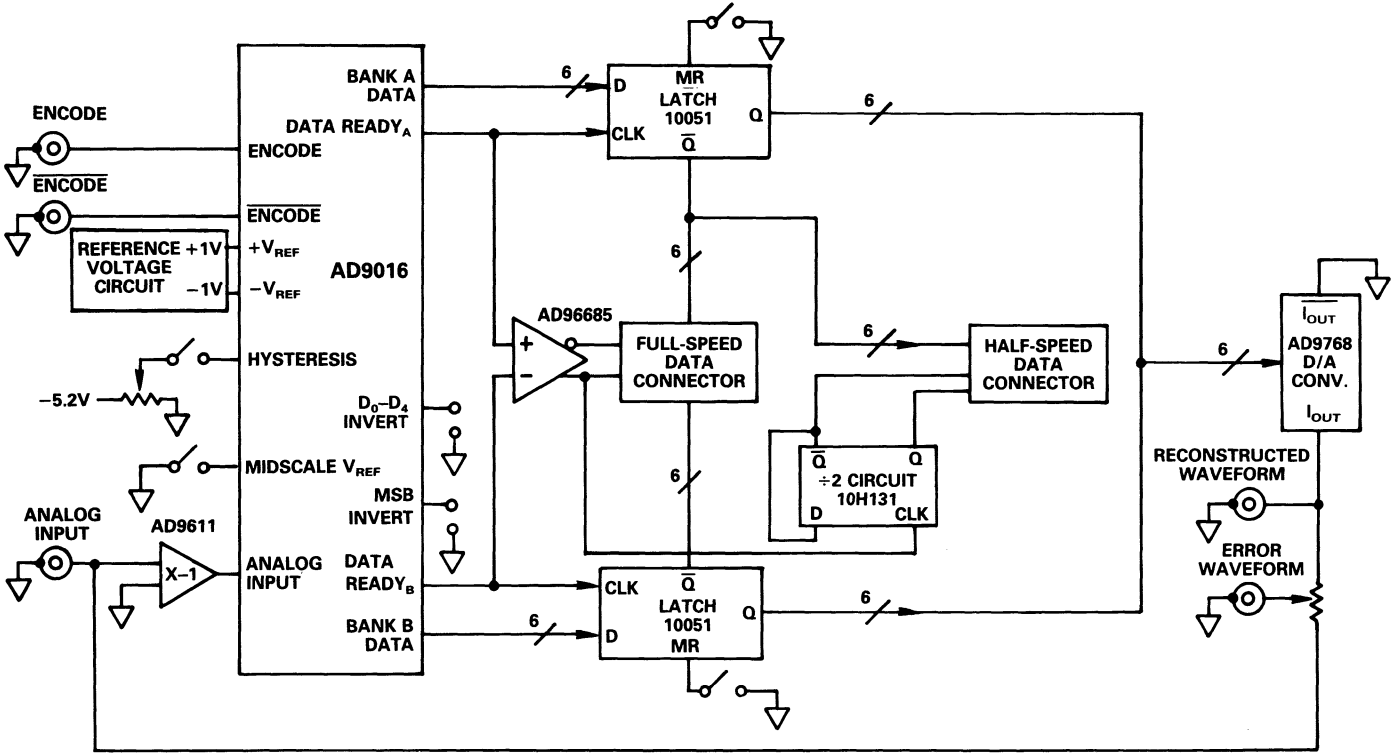 ENCODE
ENCODE
REFERENCE +1V
VOLTAGE
CIRCUIT –1V
–5.2V
ANALOG
INPUT
AD9611
X–1
BANK A
DATA
DATA READYA
ENCODE
ENCODE
+VREF
AD9016
–VREF
HYSTERESIS
D0–D4
INVERT
MIDSCALE VREF
MSB
INVERT
ANALOG
INPUT
DATA
READYB
BANK B
DATA
6
D
MR
LATCH
10051
CLK
Q
Q
6
6
AD96685
+
–
FULL-SPEED
DATA
CONNECTOR
6
6
HALF-SPEED
DATA
CONNECTOR
Q
Q
÷2 CIRCUIT
10H131
D
CLK
6
CLK
D
Q
LATCH
10051
MR
Q
6
6
IOUT
AD9768
D/A
CONV.
IOUT
RECONSTRUCTED
WAVEFORM
ERROR
WAVEFORM